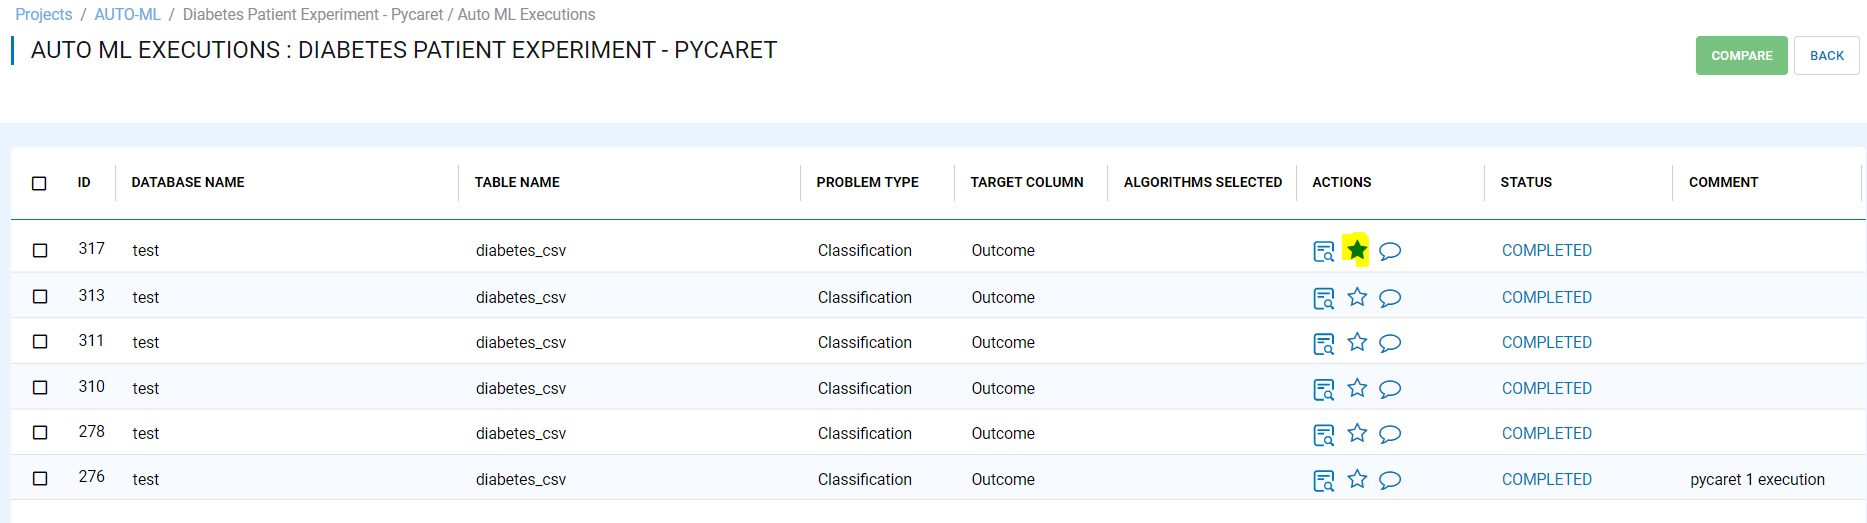 Projects / AUTO-ML / Diabetes Patient Experiment - Pycaret / Auto ML Executions
AUTO ML EXECUTIONS : DIABETES PATIENT EXPERIMENT - PYCARET
COMPARE BACK
ID DATABASE NAME TABLE NAME PROBLEM TYPE TARGET COLUMN ALGORITHMS SELECTED ACTIONS STATUS COMMENT
317 test diabetes_csv Classification Outcome COMPLETED
313 test diabetes_csv Classification Outcome COMPLETED
311 test diabetes_csv Classification Outcome COMPLETED
310 test diabetes_csv Classification Outcome COMPLETED
278 test diabetes_csv Classification Outcome COMPLETED
276 test diabetes_csv Classification Outcome COMPLETED pycaret 1 execution